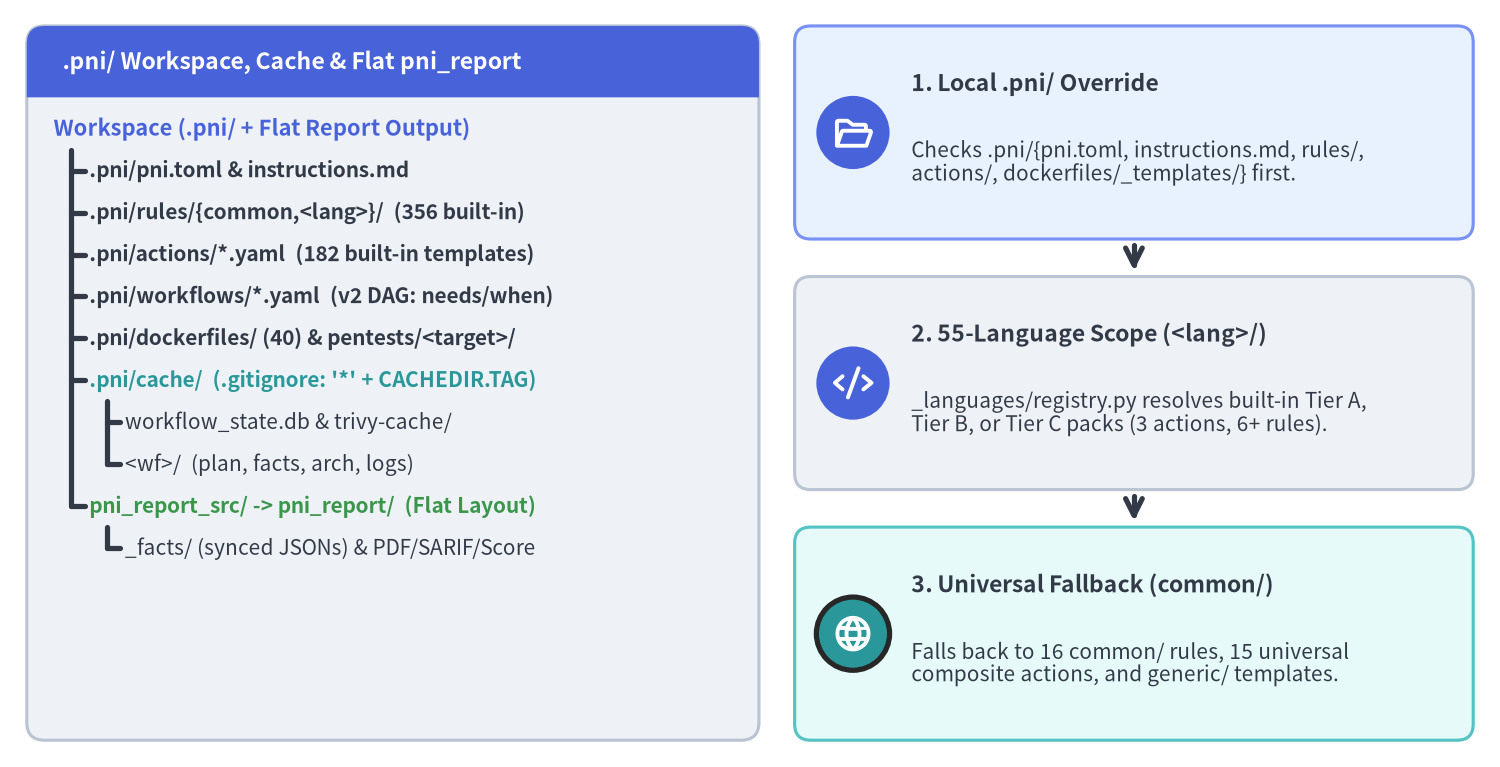 .pni/ Workspace, Cache & Flat pni_report
Workspace (.pni/ + Flat Report Output)
.pni/pni.toml & instructions.md
.pni/rules/{common,<lang>}/ (356 built-in)
.pni/actions/*.yaml (182 built-in templates)
.pni/workflows/*.yaml (v2 DAG: needs/when)
.pni/dockerfiles/ (40) & pentests/<target>/
.pni/cache/ (.gitignore: '*' + CACHEDIR.TAG)
workflow_state.db & trivy-cache/
<wf>/ (plan, facts, arch, logs)
pni_report_src/ -> pni_report/ (Flat Layout)
_facts/ (synced JSONs) & PDF/SARIF/Score
1. Local .pni/ Override
Checks .pni/{pni.toml, instructions.md, rules/,
actions/, dockerfiles/_templates/} first.
2. 55-Language Scope (<lang>/)
</>
_languages/registry.py resolves built-in Tier A,
Tier B, or Tier C packs (3 actions, 6+ rules).
3. Universal Fallback (common/)
Falls back to 16 common/ rules, 15 universal
composite actions, and generic/ templates.